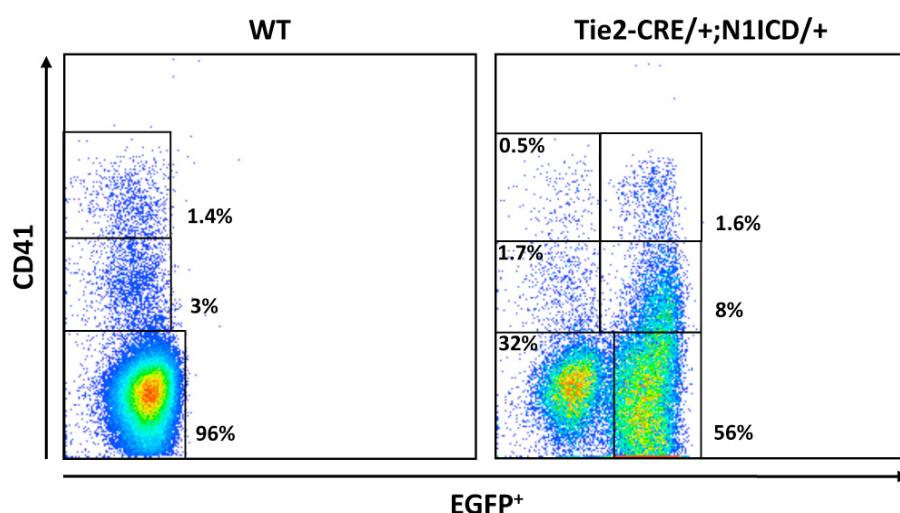 WT
Tie2-CRE/+;N1ICD/+
CD41
1.4%
3%
96%
0.5%
1.6%
1.7%
8%
32%
56%
EGFP⁺